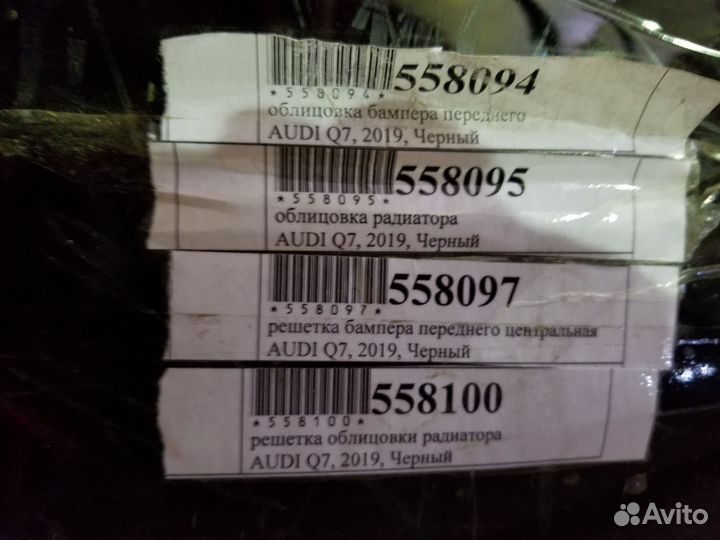 558094
*558094*
облицовка бампера переднего
AUDI Q7, 2019, Черный
558095
*558095*
облицовка радиатора
AUDI Q7, 2019, Черный
558097
*558097*
решетка бампера переднего центральная
AUDI Q7, 2019, Черный
558100
*558100*
решетка облицовки радиатора
AUDI Q7, 2019, Черный
Avito